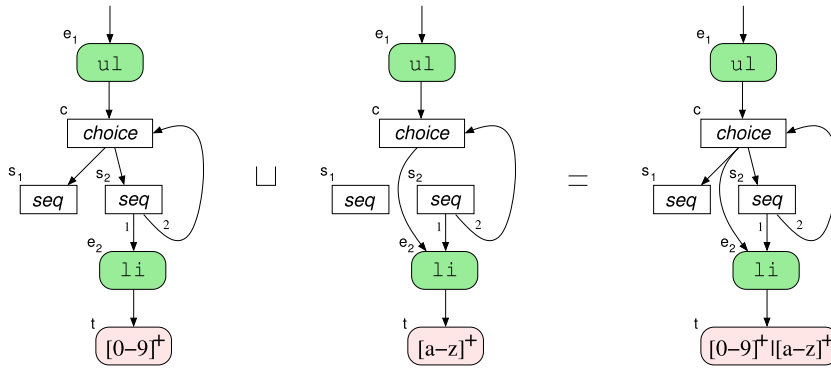 e1 e1 e1
ul ul ul
c c c
choice choice choice
s1 s2 s1 s2 s1 s2
seq seq ⊔ seq seq = seq seq
1 2 1 2 1 2
e2 e2 e2
li li li
t t t
[0−9]+ [a−z]+ [0−9]+|[a−z]+